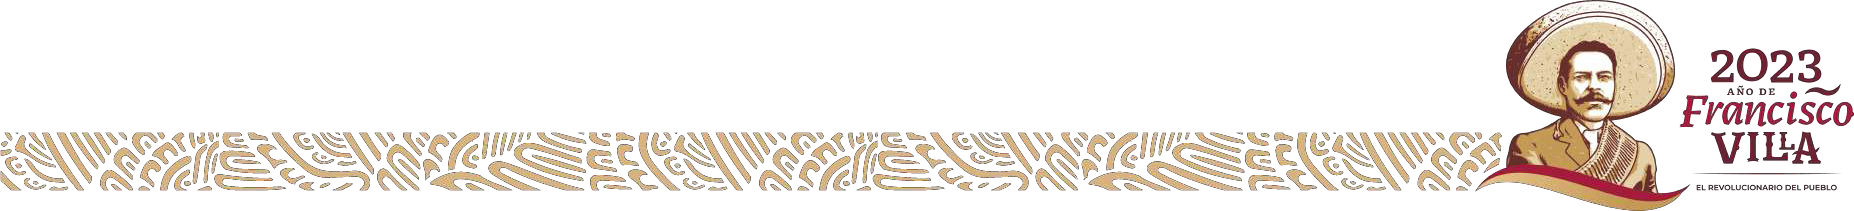 2023
AÑO DE
Francisco
VILLA
EL REVOLUCIONARIO DEL PUEBLO